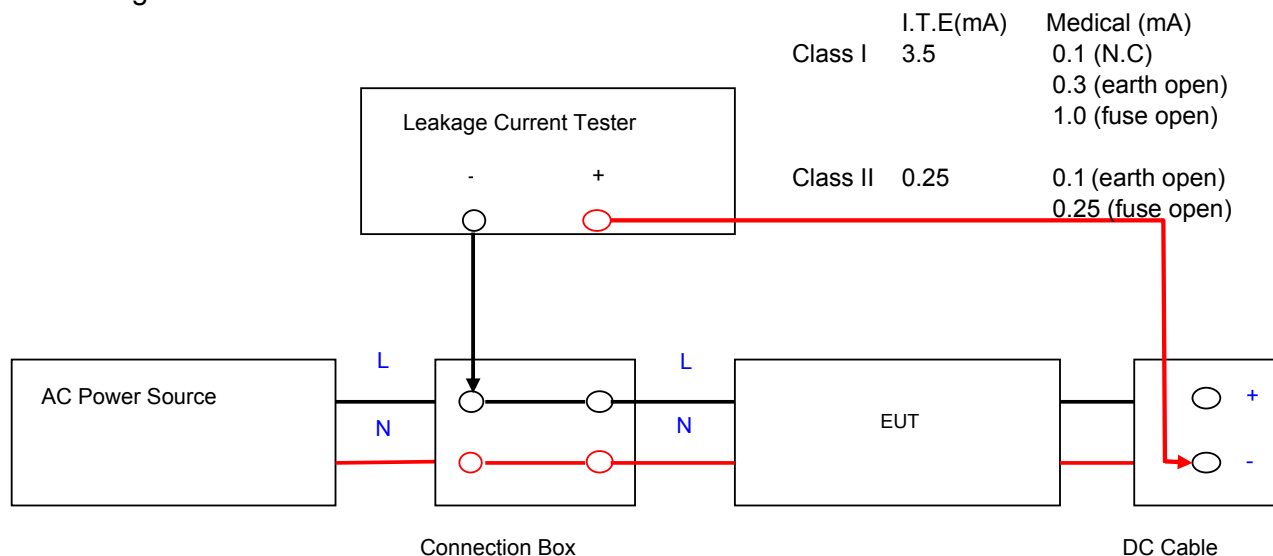 I.T.E(mA) Medical (mA)
Class I 3.5 0.1 (N.C)
0.3 (earth open)
1.0 (fuse open)
Class II 0.25 0.1 (earth open)
0.25 (fuse open)
Leakage Current Tester
- +
L L
AC Power Source
N N
EUT
+
-
Connection Box
DC Cable